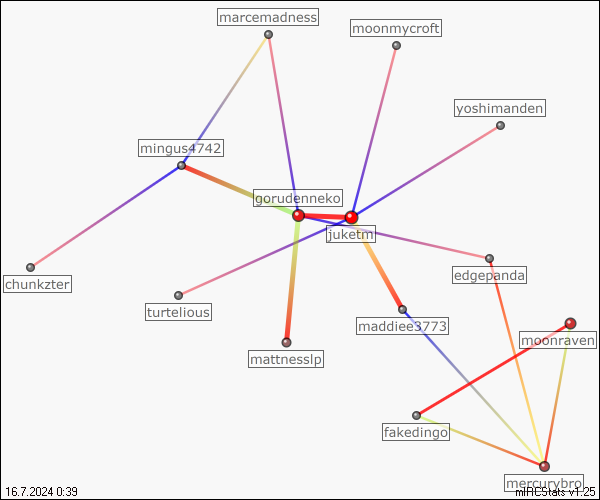 marcemadness
moonmycroft
yoshimanden
mingus4742
gorudenneko
juketm
edgepanda
chunkzter
turtelious
maddiee3773
moonraven
mattnesslp
fakedingo
mercurybro
16.7.2024 0:39
mIRCStats v1.25